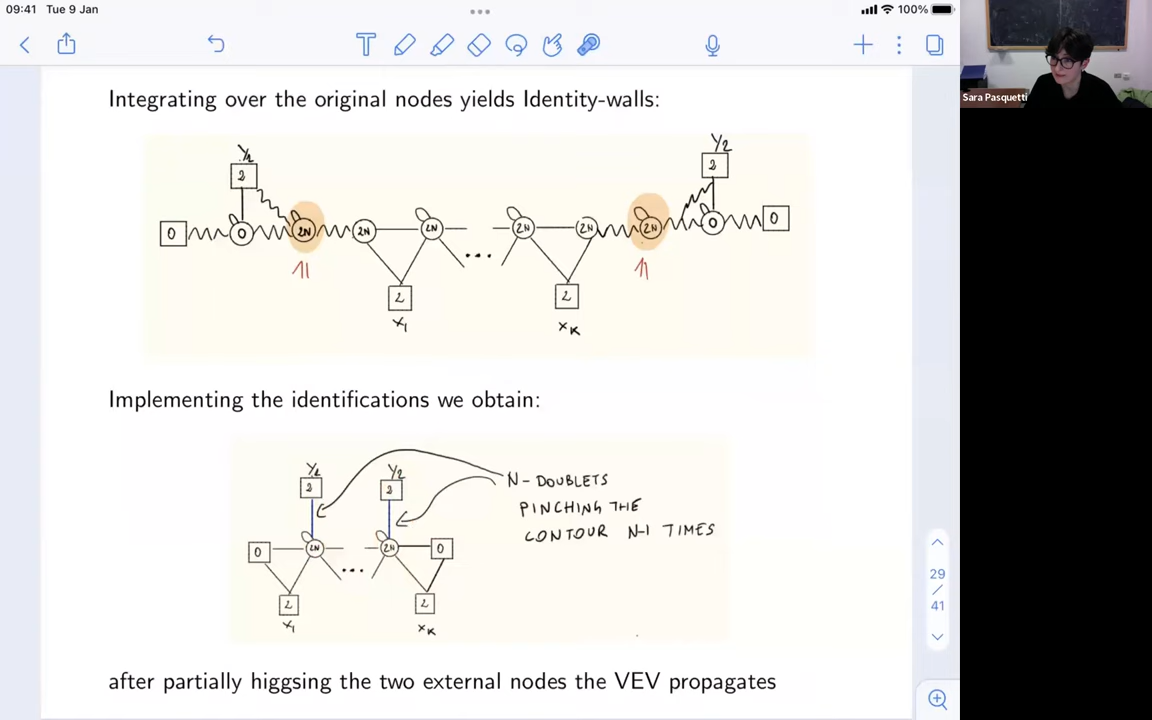 09:41 Tue 9 Jan
100%
Sara Pasquetti
Integrating over the original nodes yields Identity-walls:
Y1 Y2
2 2
0 0 2N 2N 2N 2N 2N 2N 0 0
...
2 2
x1 xK
Implementing the identifications we obtain:
Y1 Y2
2 2
N-DOUBLETS
PINCHING THE
CONTOUR N-1 TIMES
0 2N 2N 0
...
2 2
x1 xK
29
/
41
after partially higgsing the two external nodes the VEV propagates